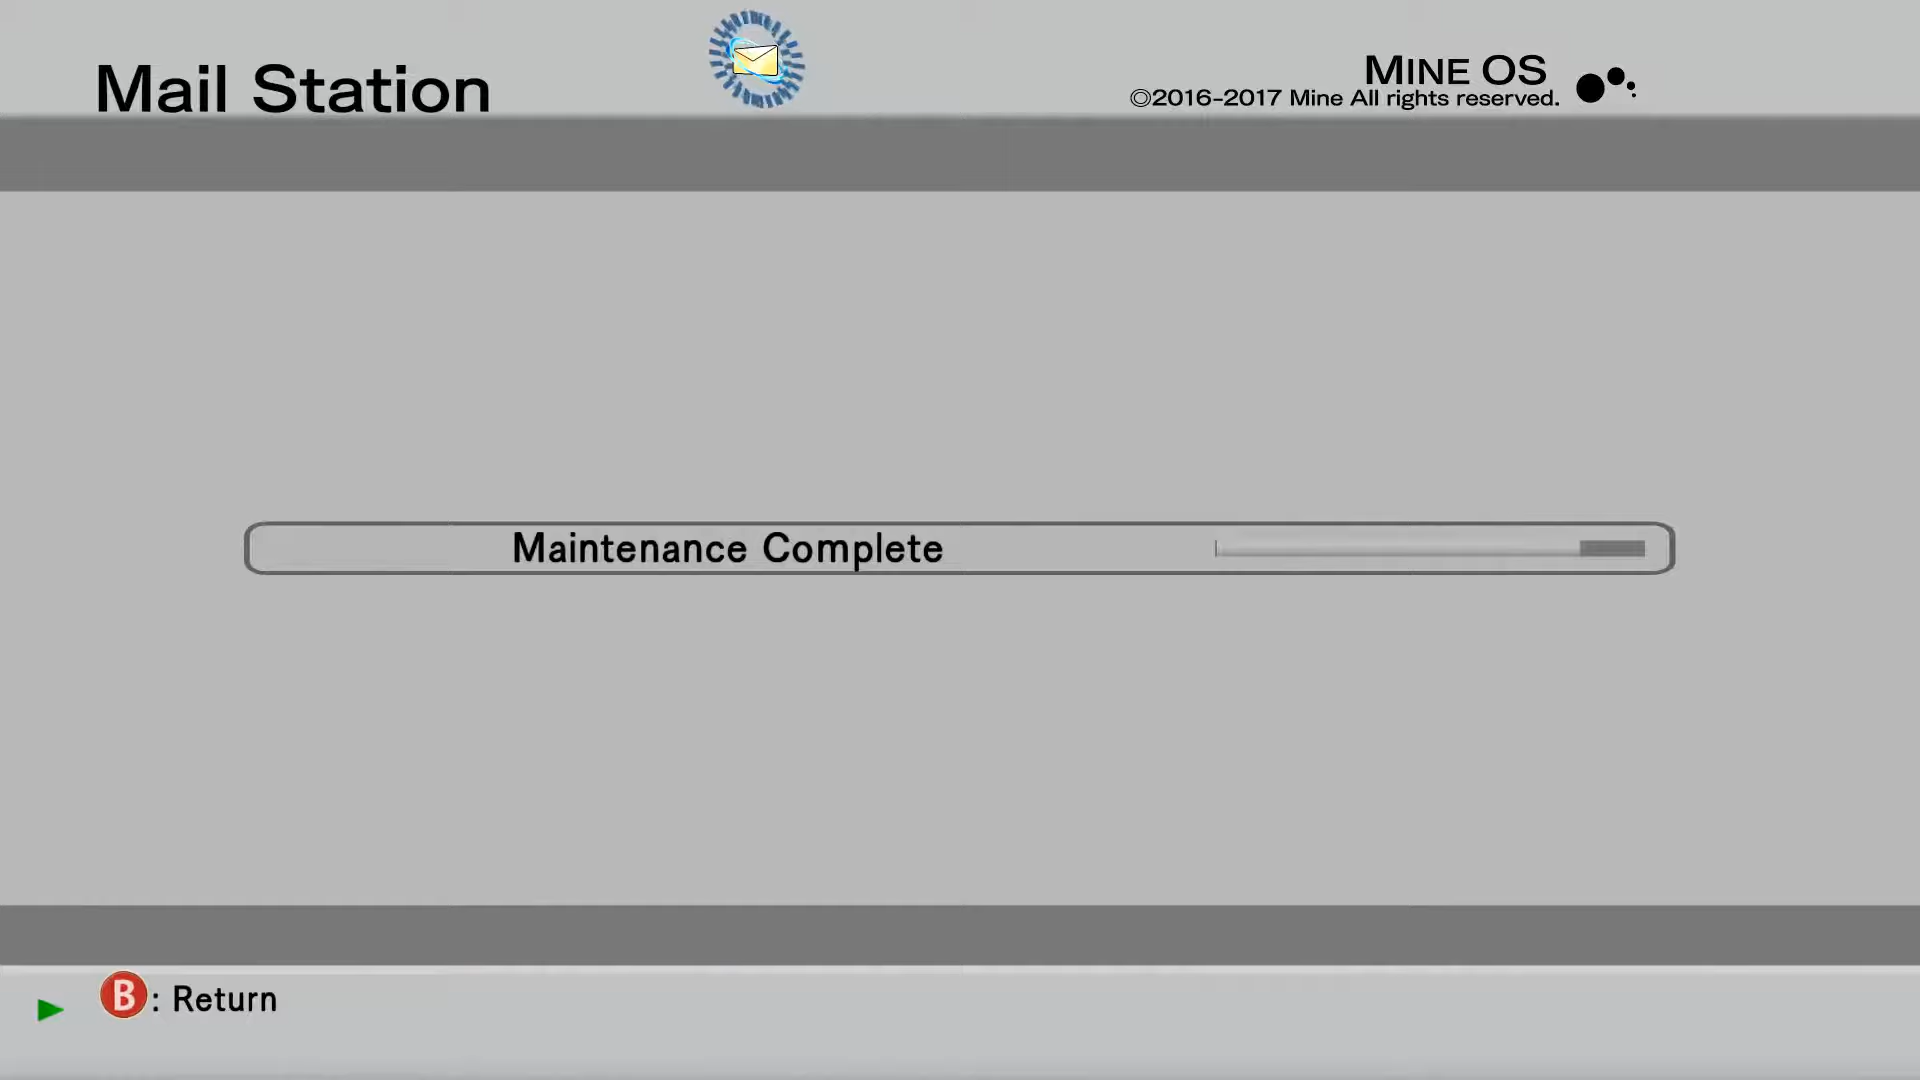 Mail Station
MINE OS
©2016-2017 Mine All rights reserved.
Maintenance Complete
B : Return